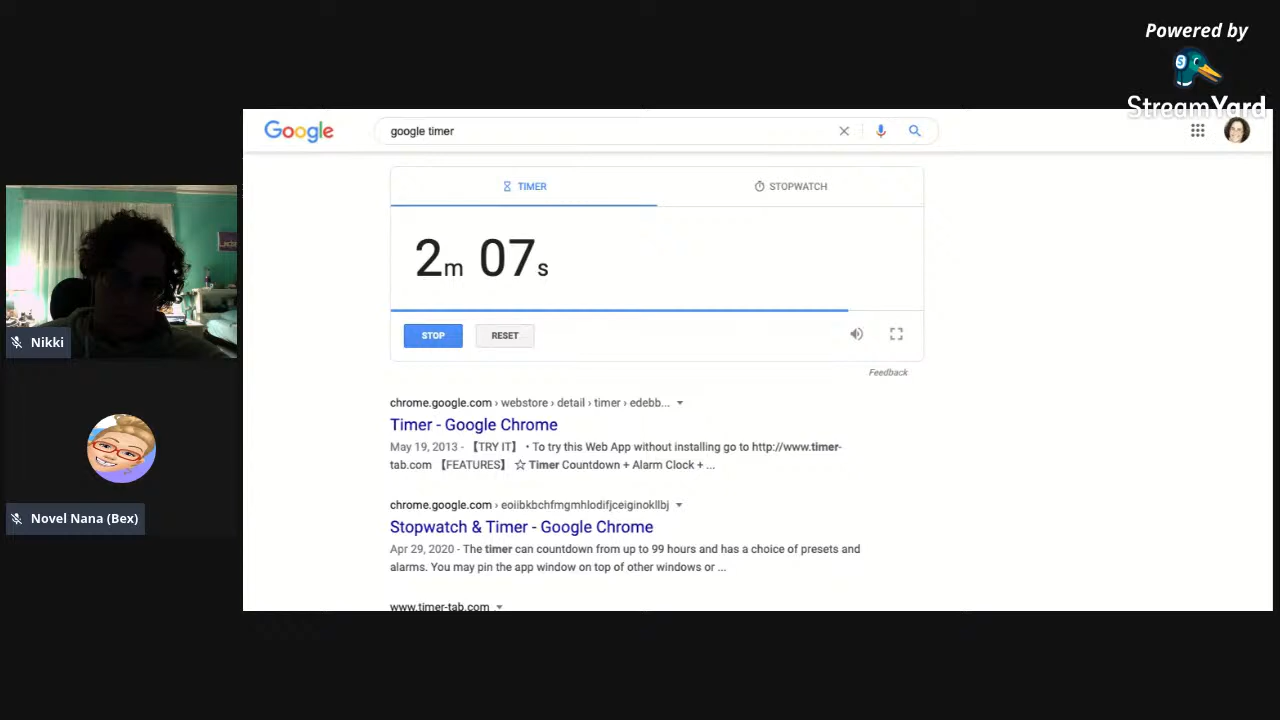 Powered by
StreamYard
Google
google timer
TIMER
STOPWATCH
2m 07s
STOP
RESET
Feedback
chrome.google.com › webstore › detail › timer › edebb...
Timer - Google Chrome
May 19, 2013 - 【TRY IT】 • To try this Web App without installing go to http://www.timer-
tab.com 【FEATURES】 ☆ Timer Countdown + Alarm Clock + ...
chrome.google.com › eoiibkbchfmgmhlodifjceiginokllbj
Stopwatch & Timer - Google Chrome
Apr 29, 2020 - The timer can countdown from up to 99 hours and has a choice of presets and
alarms. You may pin the app window on top of other windows or ...
www.timer-tab.com
Nikki
Novel Nana (Bex)